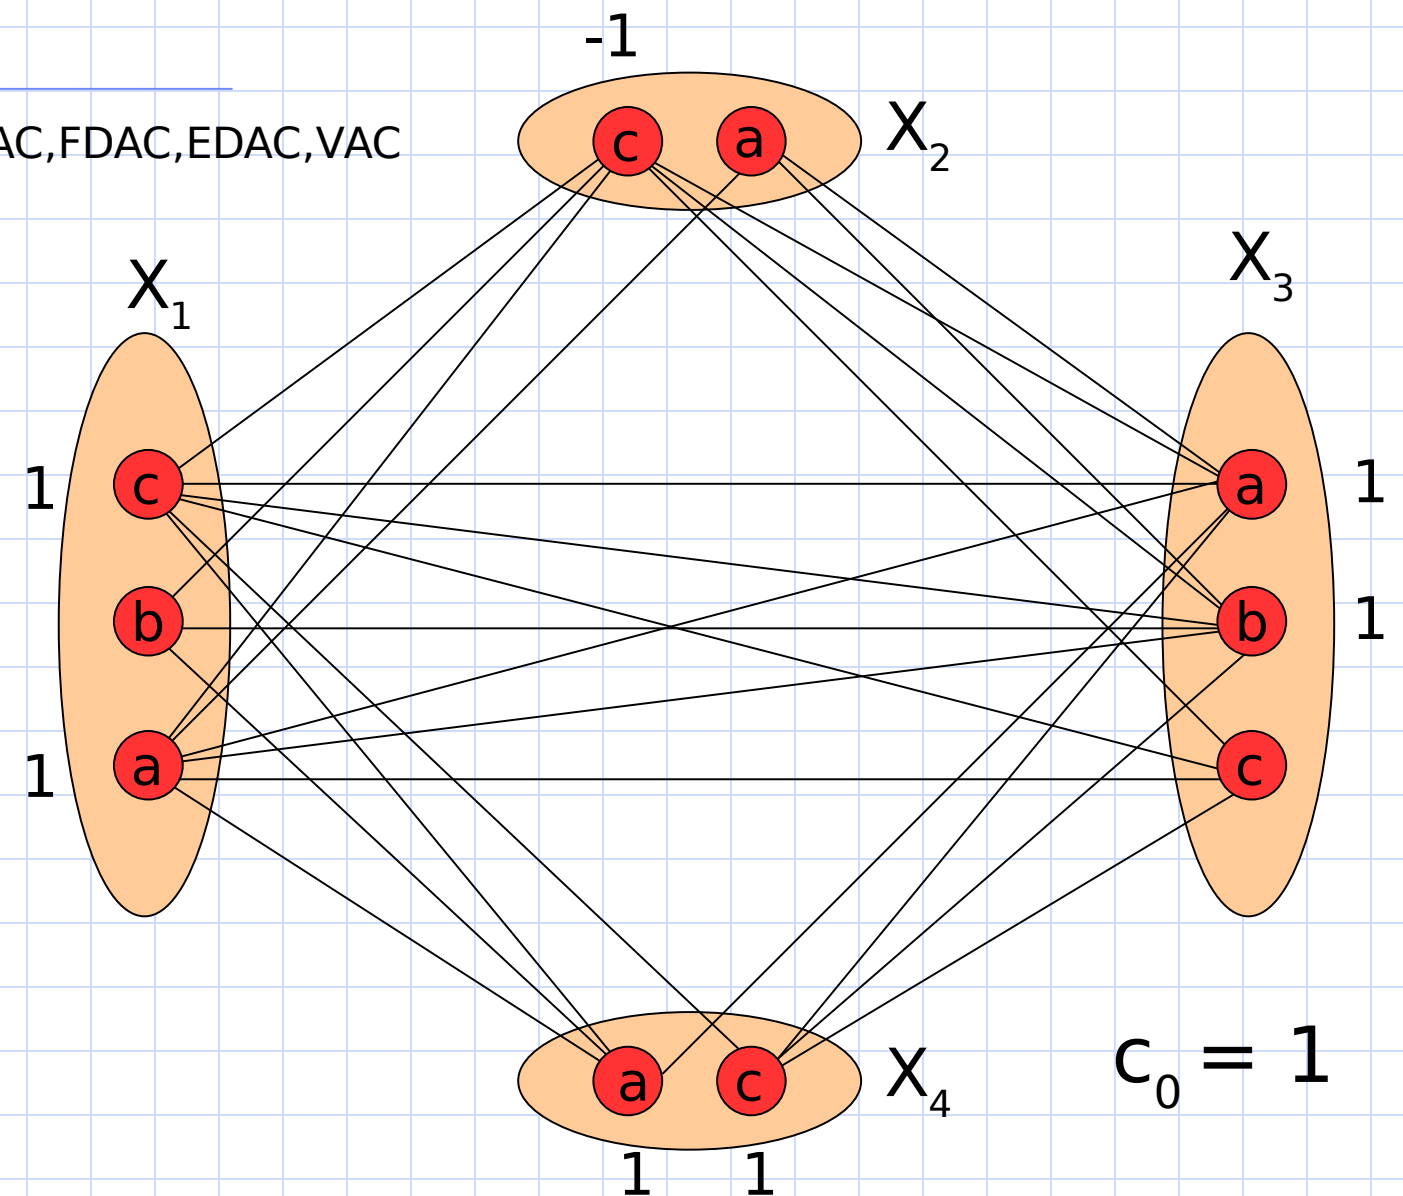 -1
X2
AC,FDAC,EDAC,VAC
c a
X1
X3
1 c a 1
b b 1
1 a c
a c
X4
c0 = 1
1 1